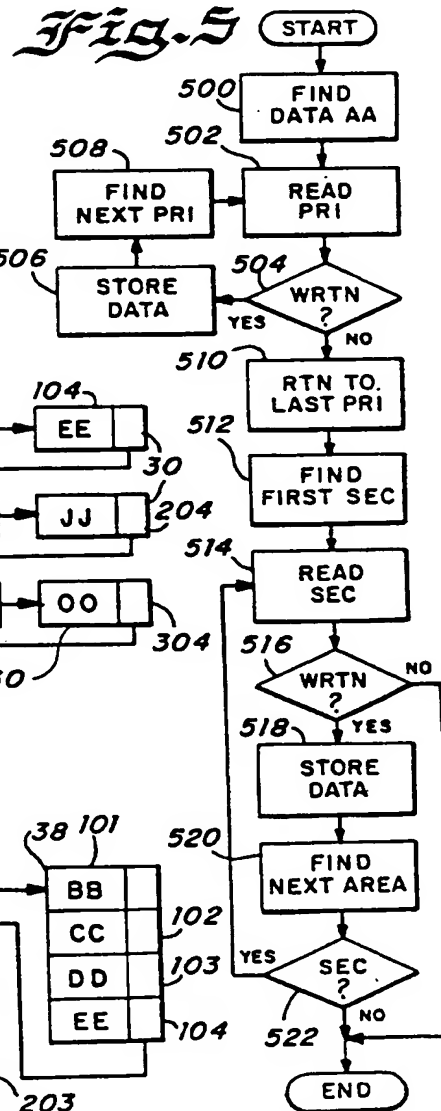 Fig. 5
START
500
FIND
DATA AA
508
502
FIND
NEXT PRI
READ
PRI
506
504
STORE
DATA
YES
WRTN
?
NO
510
RTN TO.
LAST PRI
512
FIND
FIRST SEC
104
EE
30
JJ
204
514
READ
SEC
OO
304
516
WRTN
?
NO
YES
518
STORE
DATA
520
FIND
NEXT AREA
38
101
BB
CC
102
DD
103
EE
104
YES
SEC
?
522
NO
203
END